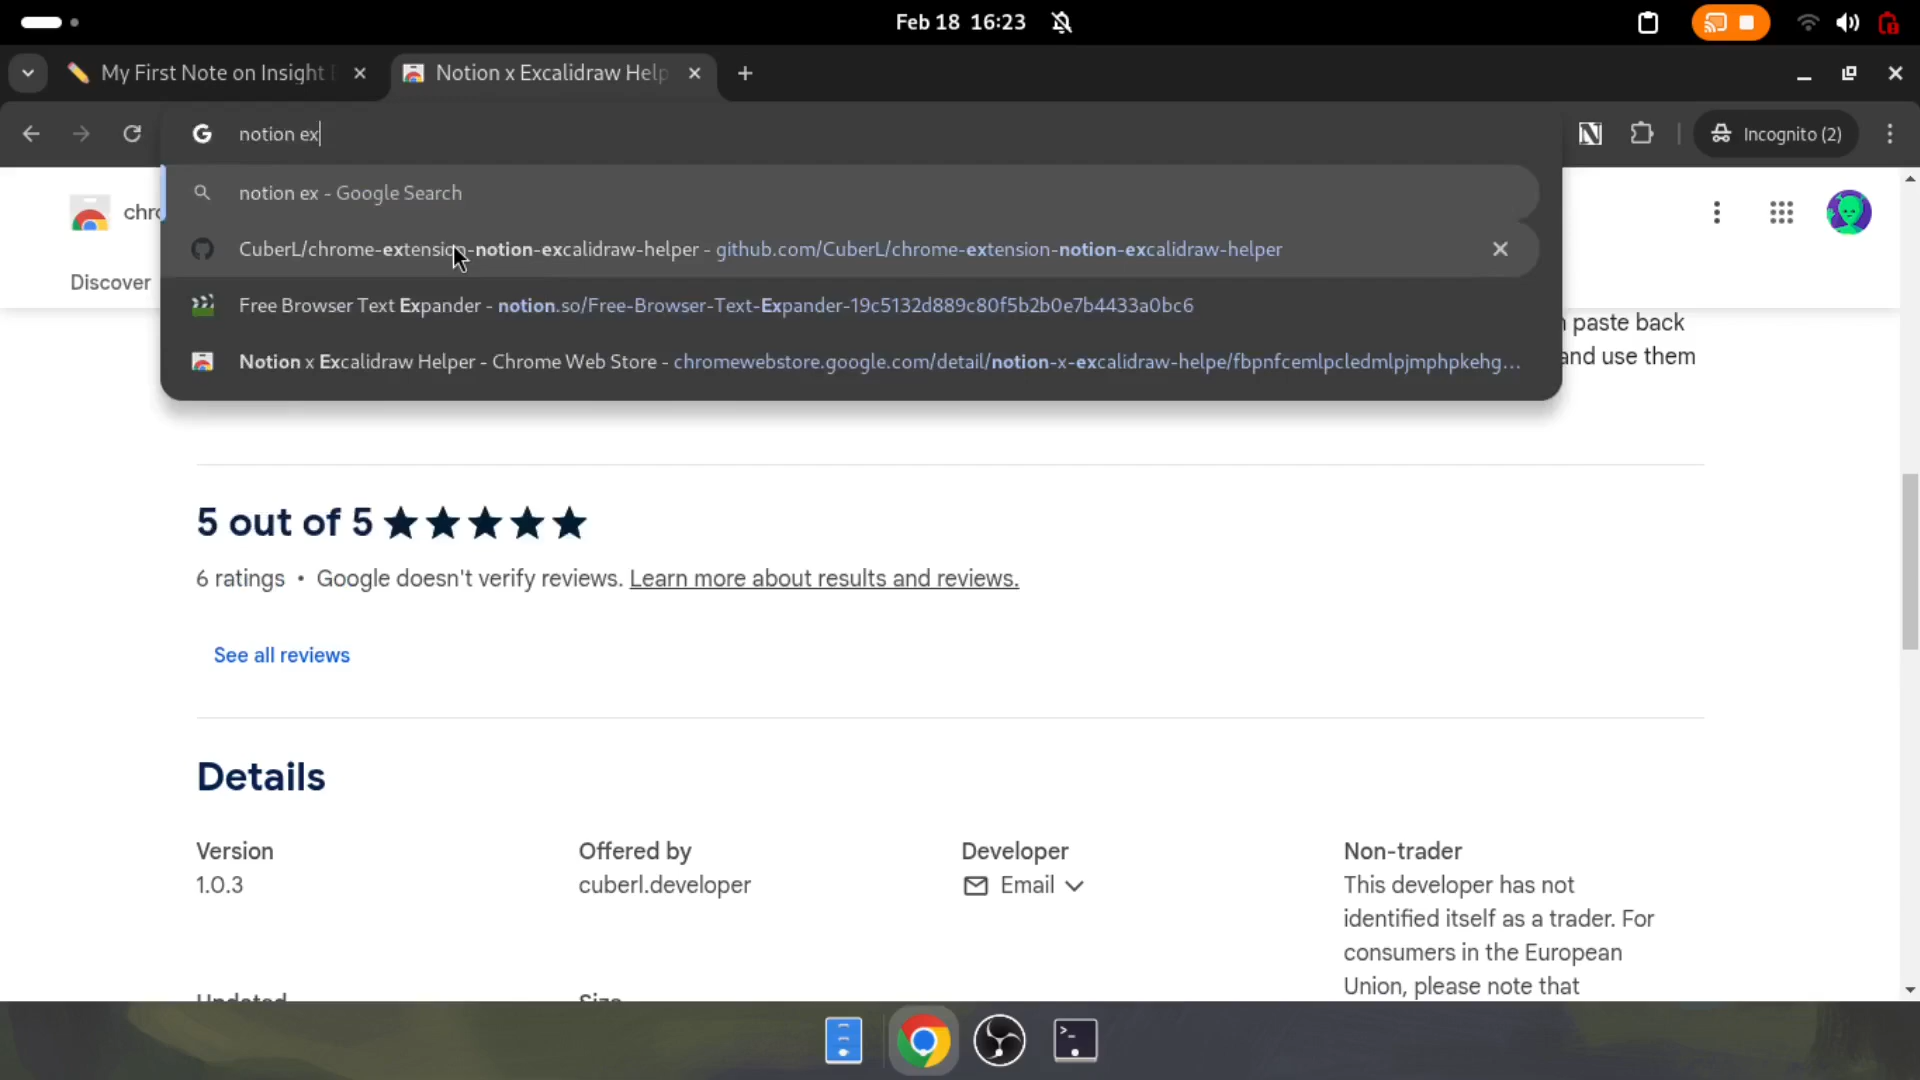 Feb 18 16:23
My First Note on Insight
Notion x Excalidraw Help
notion ex
Incognito (2)
notion ex - Google Search
CuberL/chrome-extension-notion-excalidraw-helper - github.com/CuberL/chrome-extension-notion-excalidraw-helper
Free Browser Text Expander - notion.so/Free-Browser-Text-Expander-19c5132d889c80f5b2b0e7b4433a0bc6
Notion x Excalidraw Helper - Chrome Web Store - chromewebstore.google.com/detail/notion-x-excalidraw-helpe/fbpnfcemlpcledmlpjmphpkehg...
chro
Discover
paste back
and use them
5 out of 5
6 ratings • Google doesn't verify reviews. Learn more about results and reviews.
See all reviews
Details
Version
1.0.3
Offered by
cuberl.developer
Developer
Email
Non-trader
This developer has not
identified itself as a trader. For
consumers in the European
Union, please note that
Updated
Size